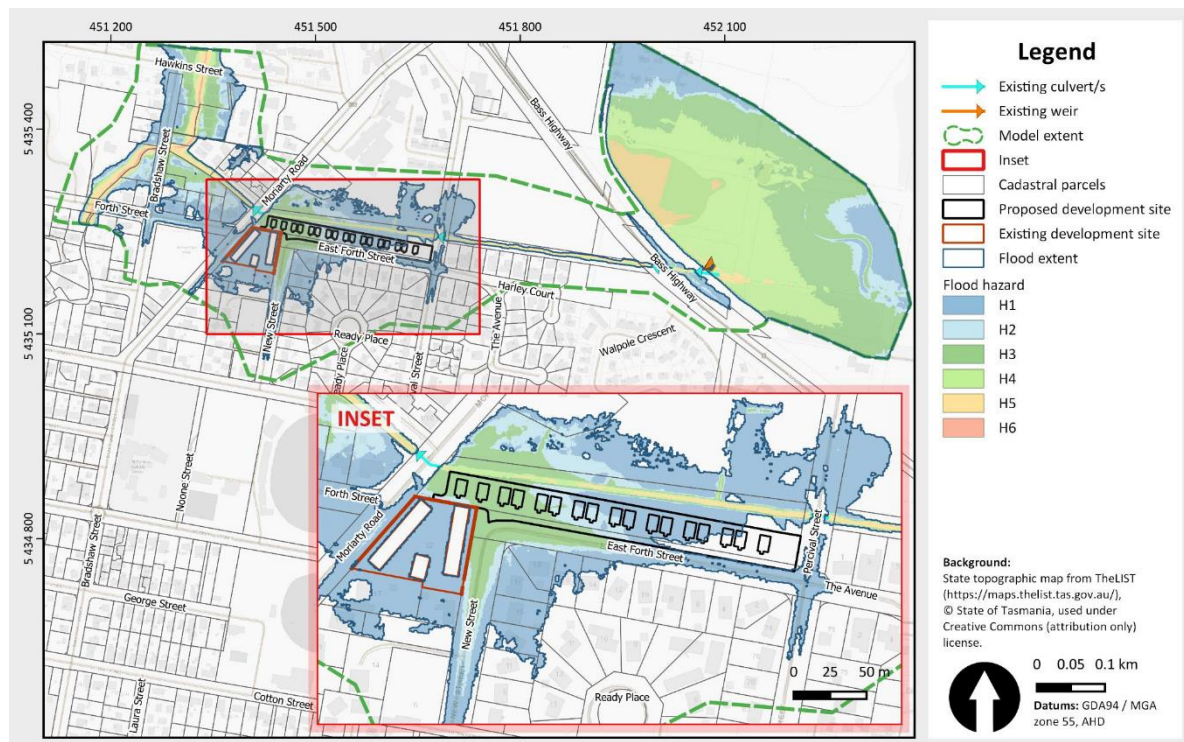 451 200
451 500
451 800
452 100
5 435 400
5 435 100
5 434 800
Hawkins Street
Bradshaw Street
Moriarty Road
Bass Highway
Forth Street
East Forth Street
Bass Highway
Harley Court
New Street
Ready Place
The Avenue
Walpole Crescent
Ready Place
Noone Street
Bradshaw Street
George Street
Cotton Street
Laura Street
INSET
Forth Street
Moriarty Road
East Forth Street
Percival Street
The Avenue
New Street
Ready Place
0 25 50 m
Legend
Existing culvert/s
Existing weir
Model extent
Inset
Cadastral parcels
Proposed development site
Existing development site
Flood extent
Flood hazard
H1
H2
H3
H4
H5
H6
Background:
State topographic map from TheLIST
(https://maps.thelist.tas.gov.au/),
© State of Tasmania, used under
Creative Commons (attribution only)
license.
0 0.05 0.1 km
Datums: GDA94 / MGA
zone 55, AHD